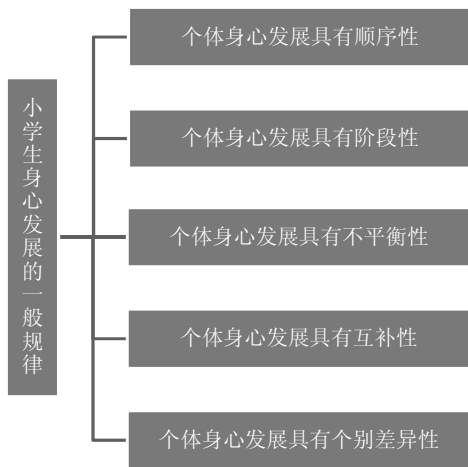 小学生身心发展的一般规律
个体身心发展具有顺序性
个体身心发展具有阶段性
个体身心发展具有不平衡性
个体身心发展具有互补性
个体身心发展具有个别差异性